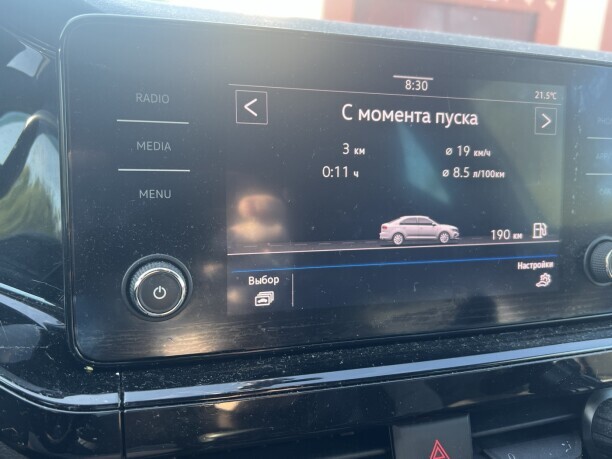 8:30
21.5°C
RADIO
MEDIA
MENU
< С момента пуска >
3 км ⌀ 19 км/ч
0:11 ч ⌀ 8.5 л/100км
190 км
Выбор
Настройки